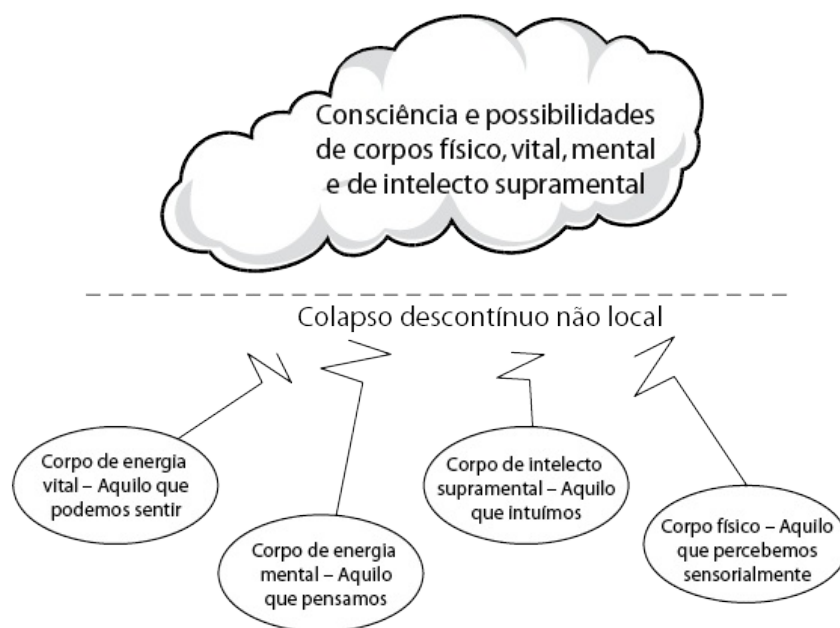 Consciência e possibilidades
de corpos físico, vital, mental
e de intelecto supramental
Colapso descontínuo não local
Corpo de energia
vital – Aquilo que
podemos sentir
Corpo de energia
mental – Aquilo
que pensamos
Corpo de intelecto
supramental – Aquilo
que intuímos
Corpo físico – Aquilo
que percebemos
sensorialmente